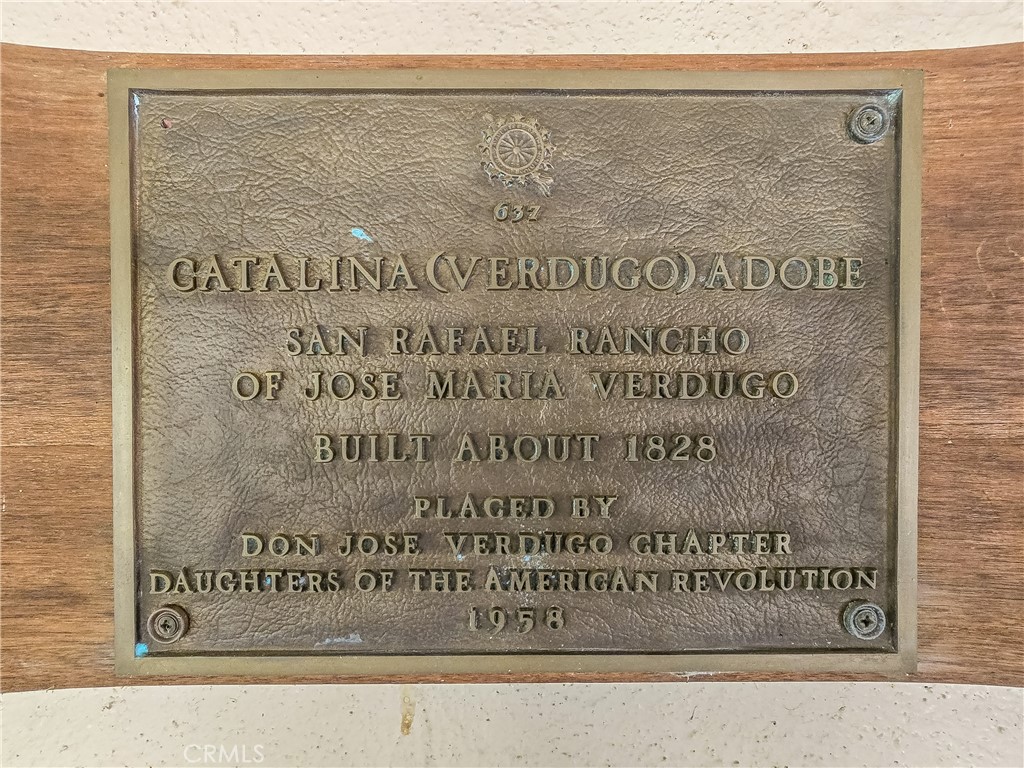 637
CATALINA (VERDUGO) ADOBE
SAN RAFAEL RANCHO
OF JOSE MARIA VERDUGO
BUILT ABOUT 1828
PLACED BY
DON JOSE VERDUGO CHAPTER
DAUGHTERS OF THE AMERICAN REVOLUTION
1958
CRMLS